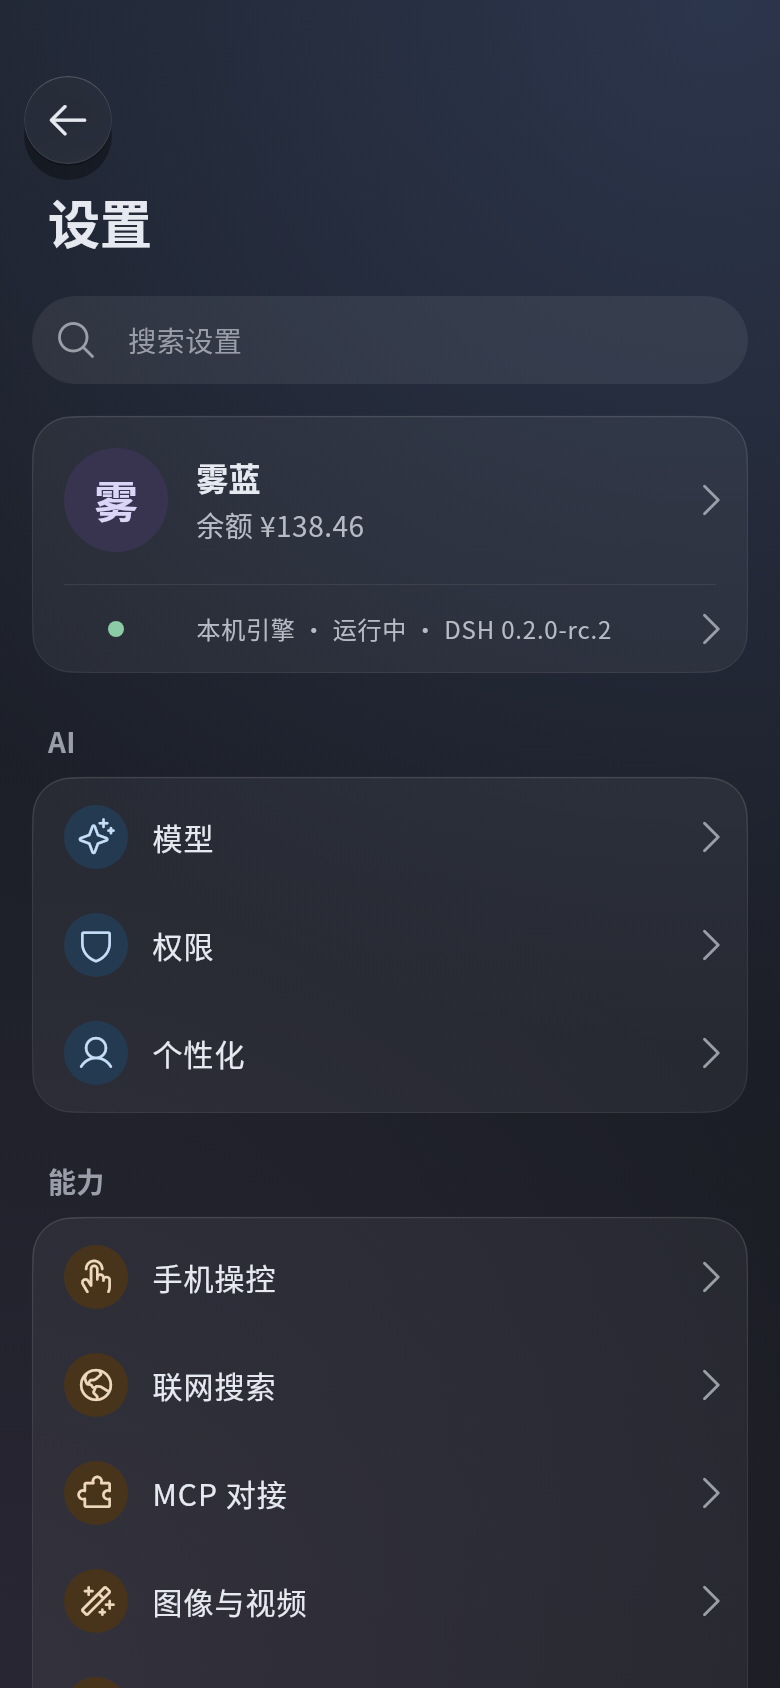 设置
搜索设置
雾
雾蓝
余额 ¥138.46
本机引擎 · 运行中 · DSH 0.2.0-rc.2
AI
模型
权限
个性化
能力
手机操控
联网搜索
MCP 对接
图像与视频